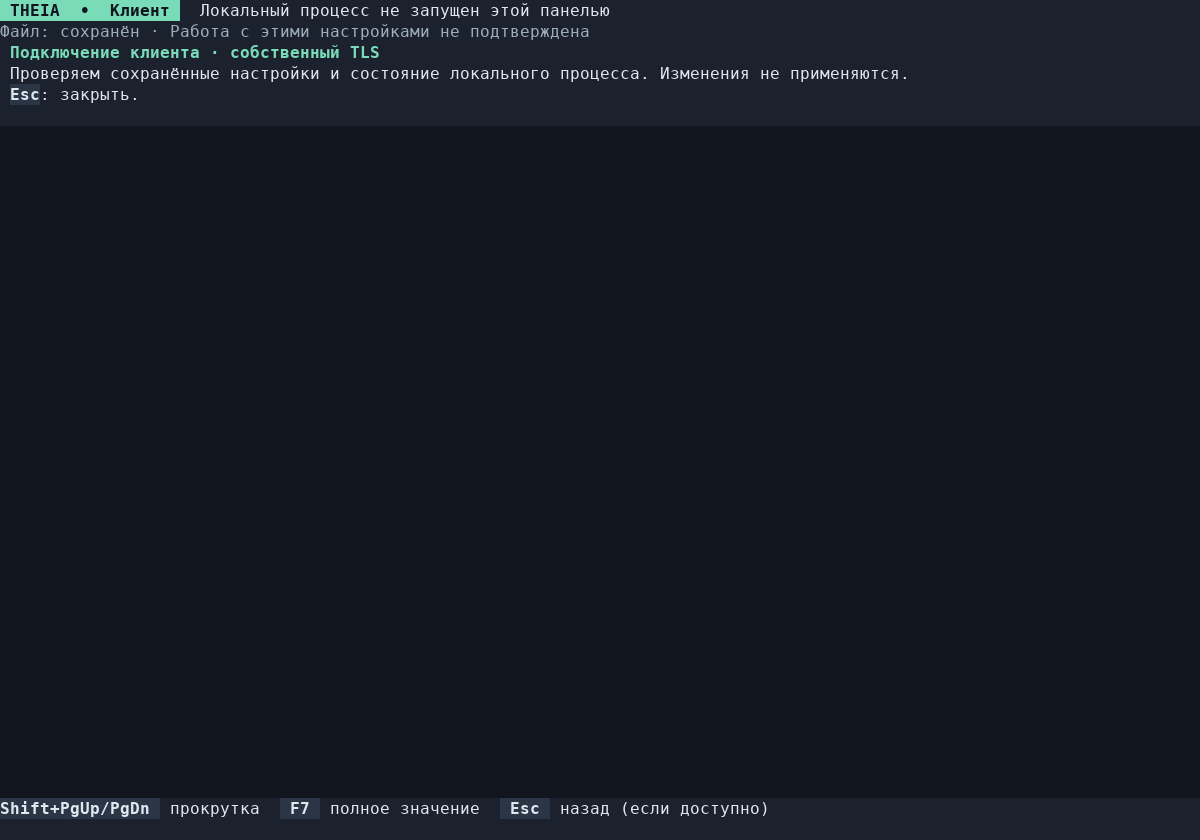 THEIA • Клиент Локальный процесс не запущен этой панелью
Файл: сохранён · Работа с этими настройками не подтверждена
Подключение клиента · собственный TLS
Проверяем сохранённые настройки и состояние локального процесса. Изменения не применяются.
Esc: закрыть.
Shift+PgUp/PgDn прокрутка F7 полное значение Esc назад (если доступно)